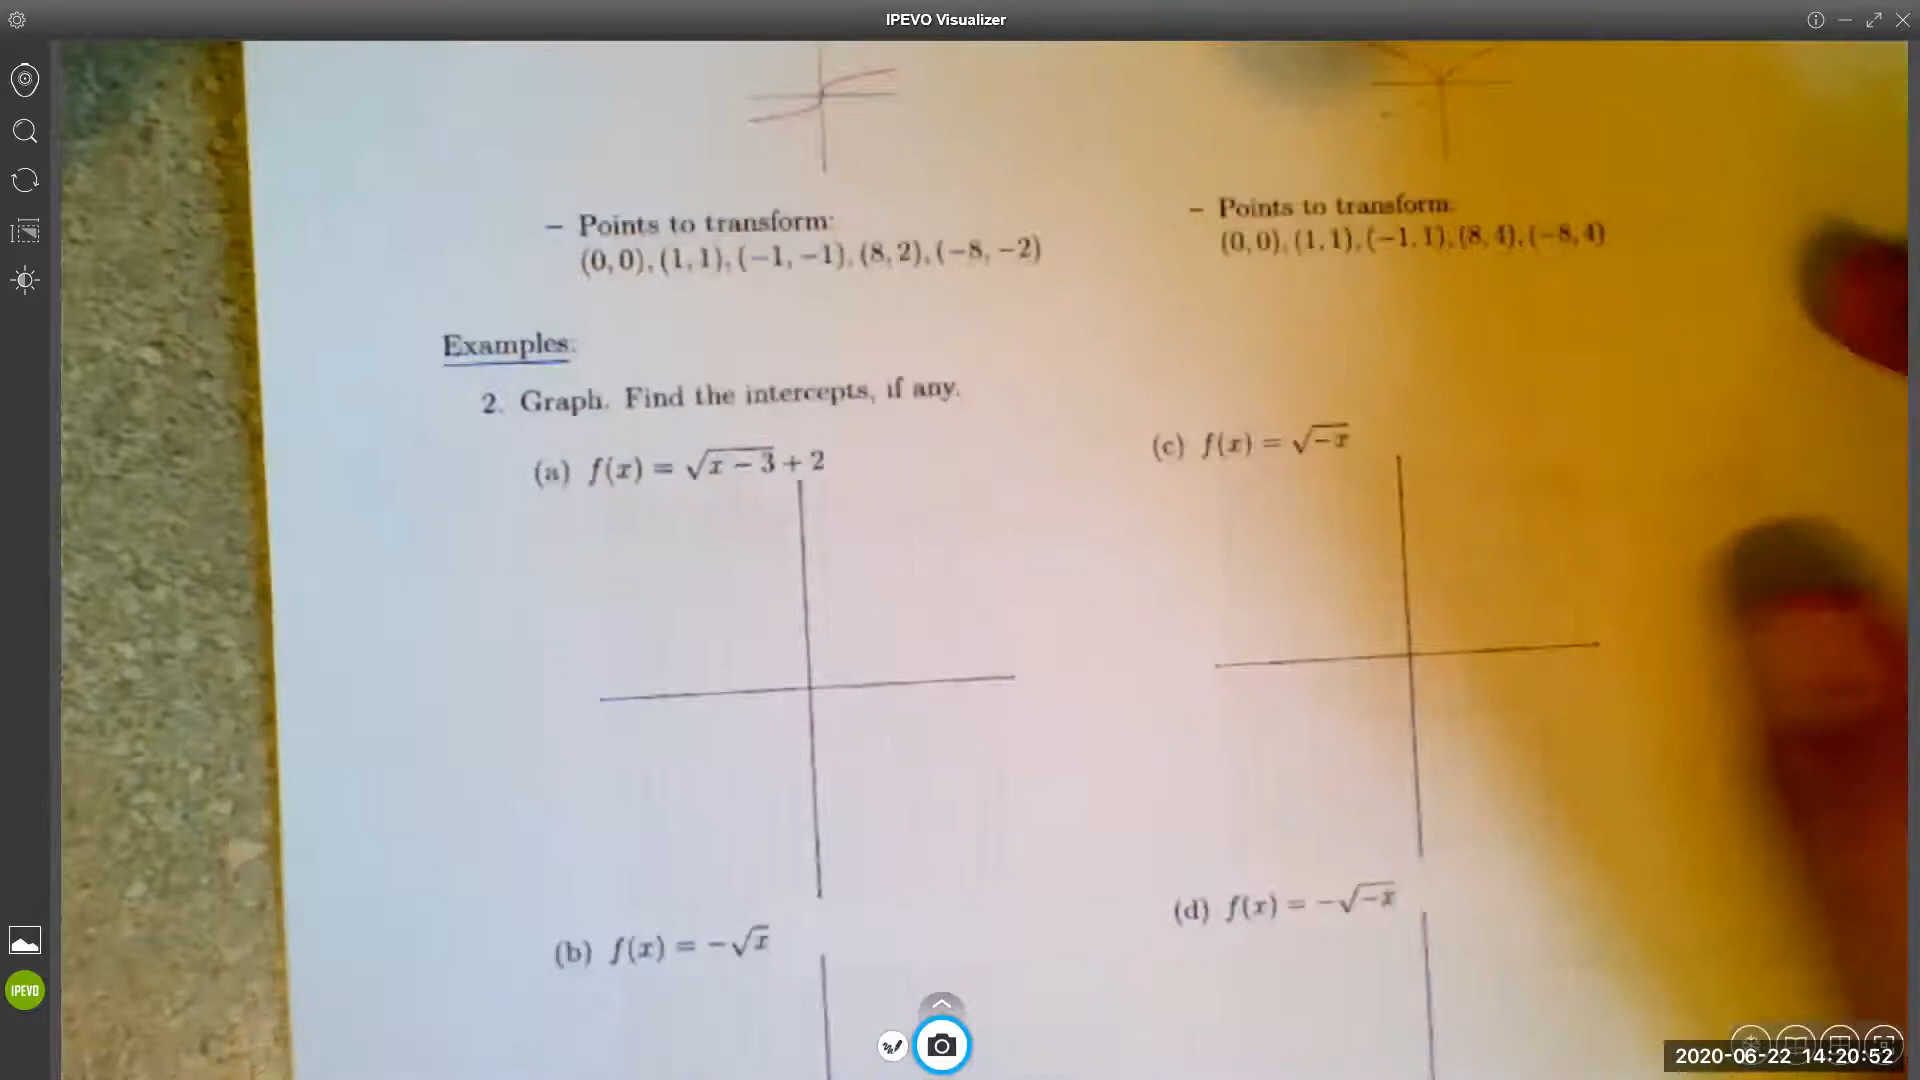 IPEVO Visualizer
– Points to transform:
(0, 0), (1, 1), (−1, −1), (8, 2), (−8, −2)
– Points to transform:
(0, 0), (1, 1), (−1, 1), (8, 4), (−8, 4)
Examples:
2. Graph. Find the intercepts, if any.
(a) f(x) = √(x − 3) + 2
(c) f(x) = √(−x)
(b) f(x) = −√x
(d) f(x) = −√(−x)
IPEVO
2020-06-22 14:20:52